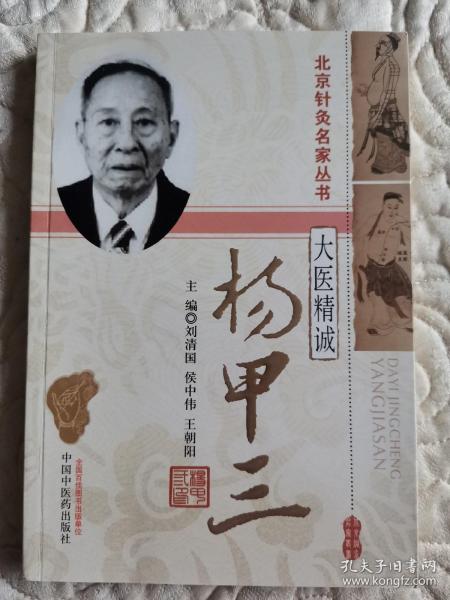 北京针灸名家丛书
大医精诚
杨甲三
主编◎刘清国 侯中伟 王朝阳
DAYI JINGCHENG
YANGJIASAN
全国百佳图书出版单位
中国中医药出版社
孔夫子旧书网
www.kongfz.com